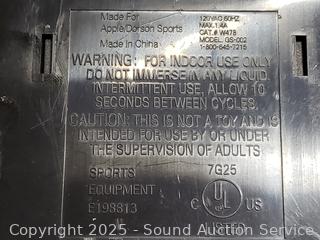 Made For
Apple/Dorson Sports
Made in China
120VAC 60HZ
MAX.1.4A
CAT.# W478
MODEL. GS-002
1-800-645-7215
WARNING: FOR INDOOR USE ONLY
DO NOT IMMERSE IN ANY LIQUID.
INTERMITTENT USE, ALLOW 10
SECONDS BETWEEN CYCLES.
CAUTION: THIS IS NOT A TOY AND IS
INTENDED FOR USE BY OR UNDER
THE SUPERVISION OF ADULTS
SPORTS
EQUIPMENT
E198813
7G25
C UL US
LISTED
Copyright 2025 - Sound Auction Service